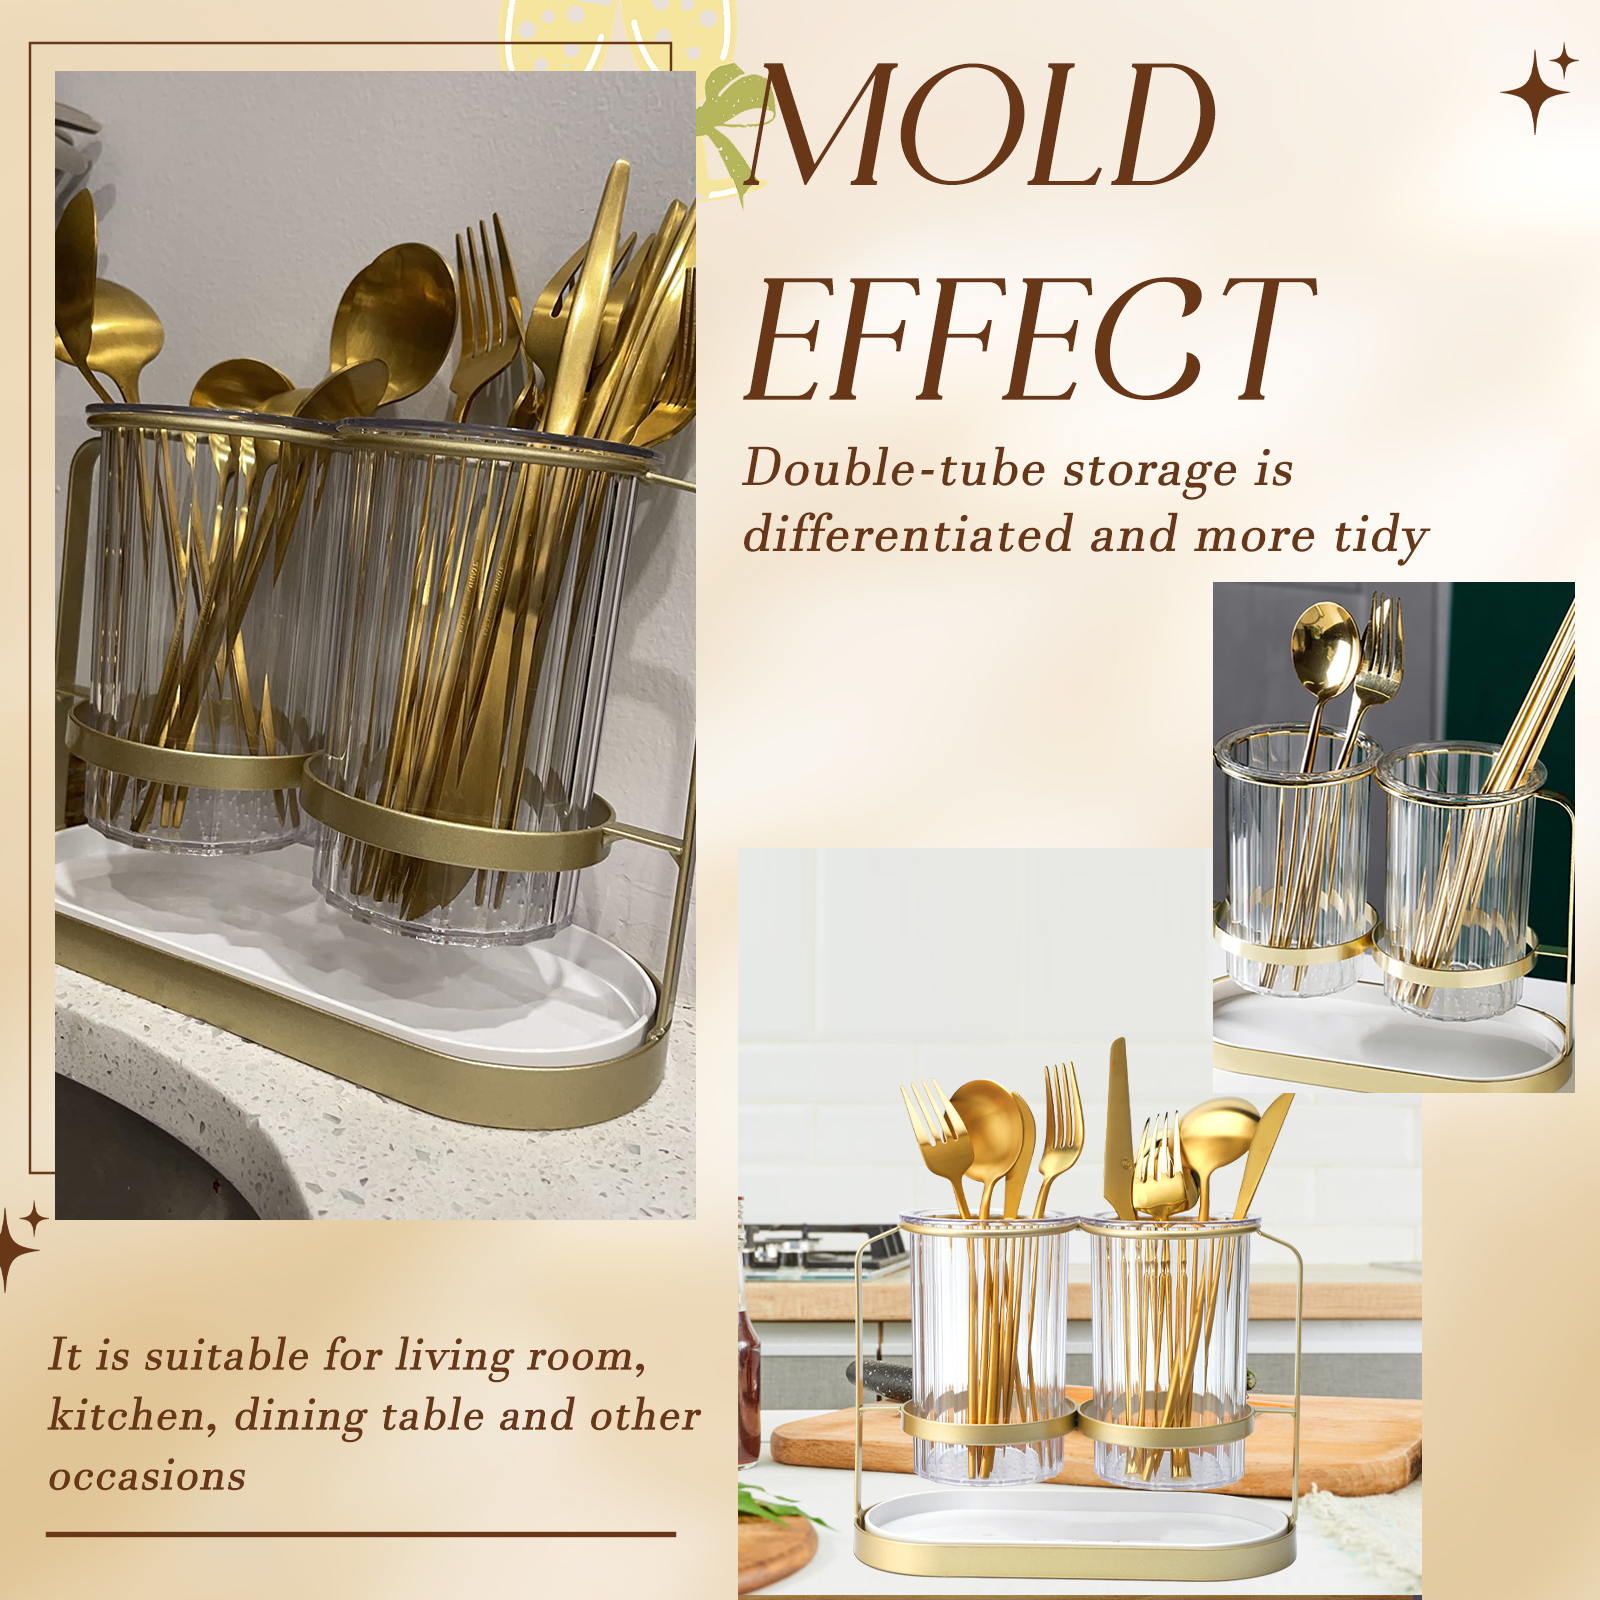 MOLD
EFFECT
Double-tube storage is
differentiated and more tidy
It is suitable for living room,
kitchen, dining table and other
occasions